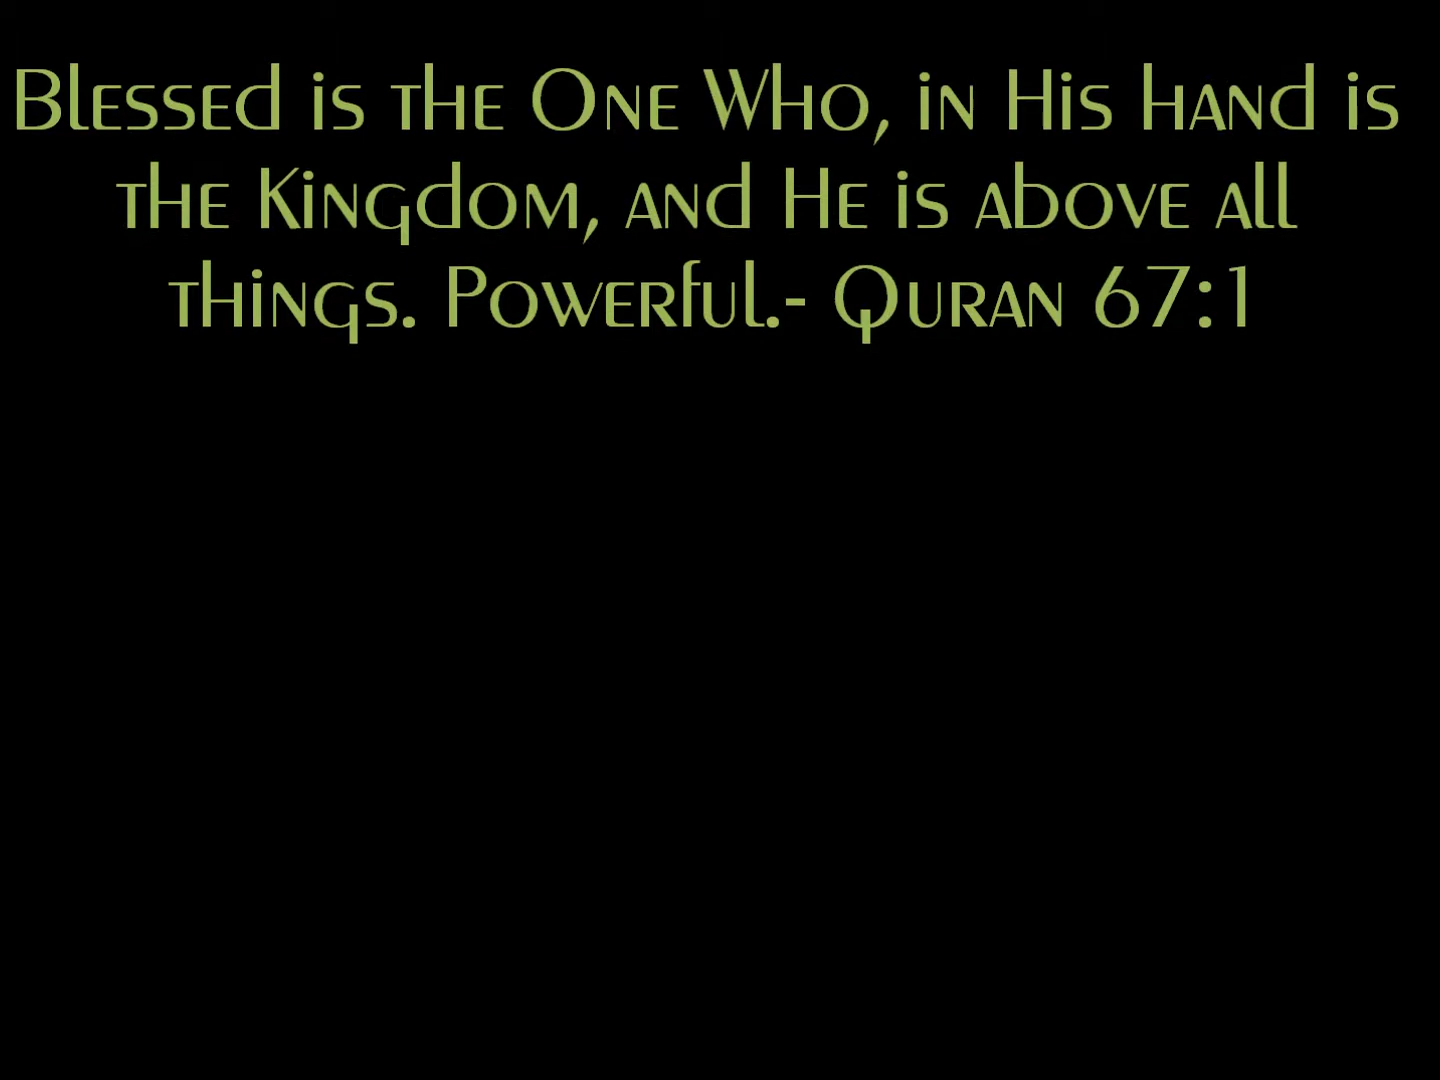 Blessed is the One Who, in His hand is
the Kingdom, and He is above all
things. Powerful.- Quran 67:1